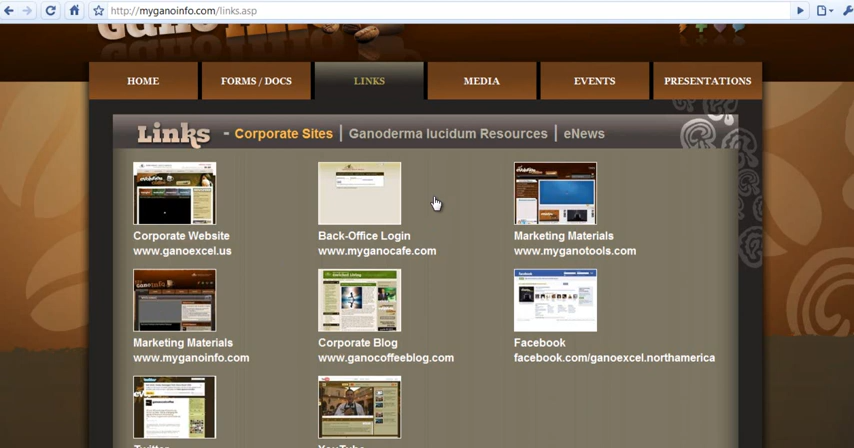 http://myganoinfo.com/links.asp
HOME
FORMS / DOCS
LINKS
MEDIA
EVENTS
PRESENTATIONS
Links - Corporate Sites | Ganoderma lucidum Resources | eNews
Corporate Website
www.ganoexcel.us
Back-Office Login
www.myganocafe.com
Marketing Materials
www.myganotools.com
Marketing Materials
www.myganoinfo.com
Corporate Blog
www.ganocoffeeblog.com
Facebook
facebook.com/ganoexcel.northamerica
Twitter
YouTube